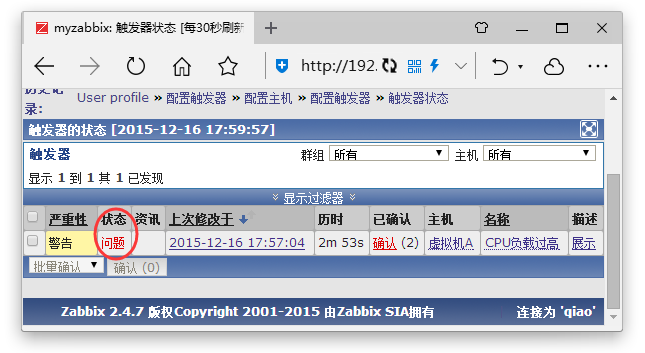 myzabbix: 触发器状态 [每30秒刷新
http://192.
历史记
录:
User profile » 配置触发器 » 配置主机 » 配置触发器 » 触发器状态
触发器的状态 [2015-12-16 17:59:57]
触发器 群组 所有 主机 所有
显示 1 到 1 其 1 已发现
显示过滤器
严重性 状态 资讯 上次修改于 历时 已确认 主机 名称 描述
警告 问题 2015-12-16 17:57:04 2m 53s 确认 (2) 虚拟机A CPU负载过高 展示
批量确认 确认 (0)
Zabbix 2.4.7 版权Copyright 2001-2015 由Zabbix SIA拥有 连接为 'qiao'